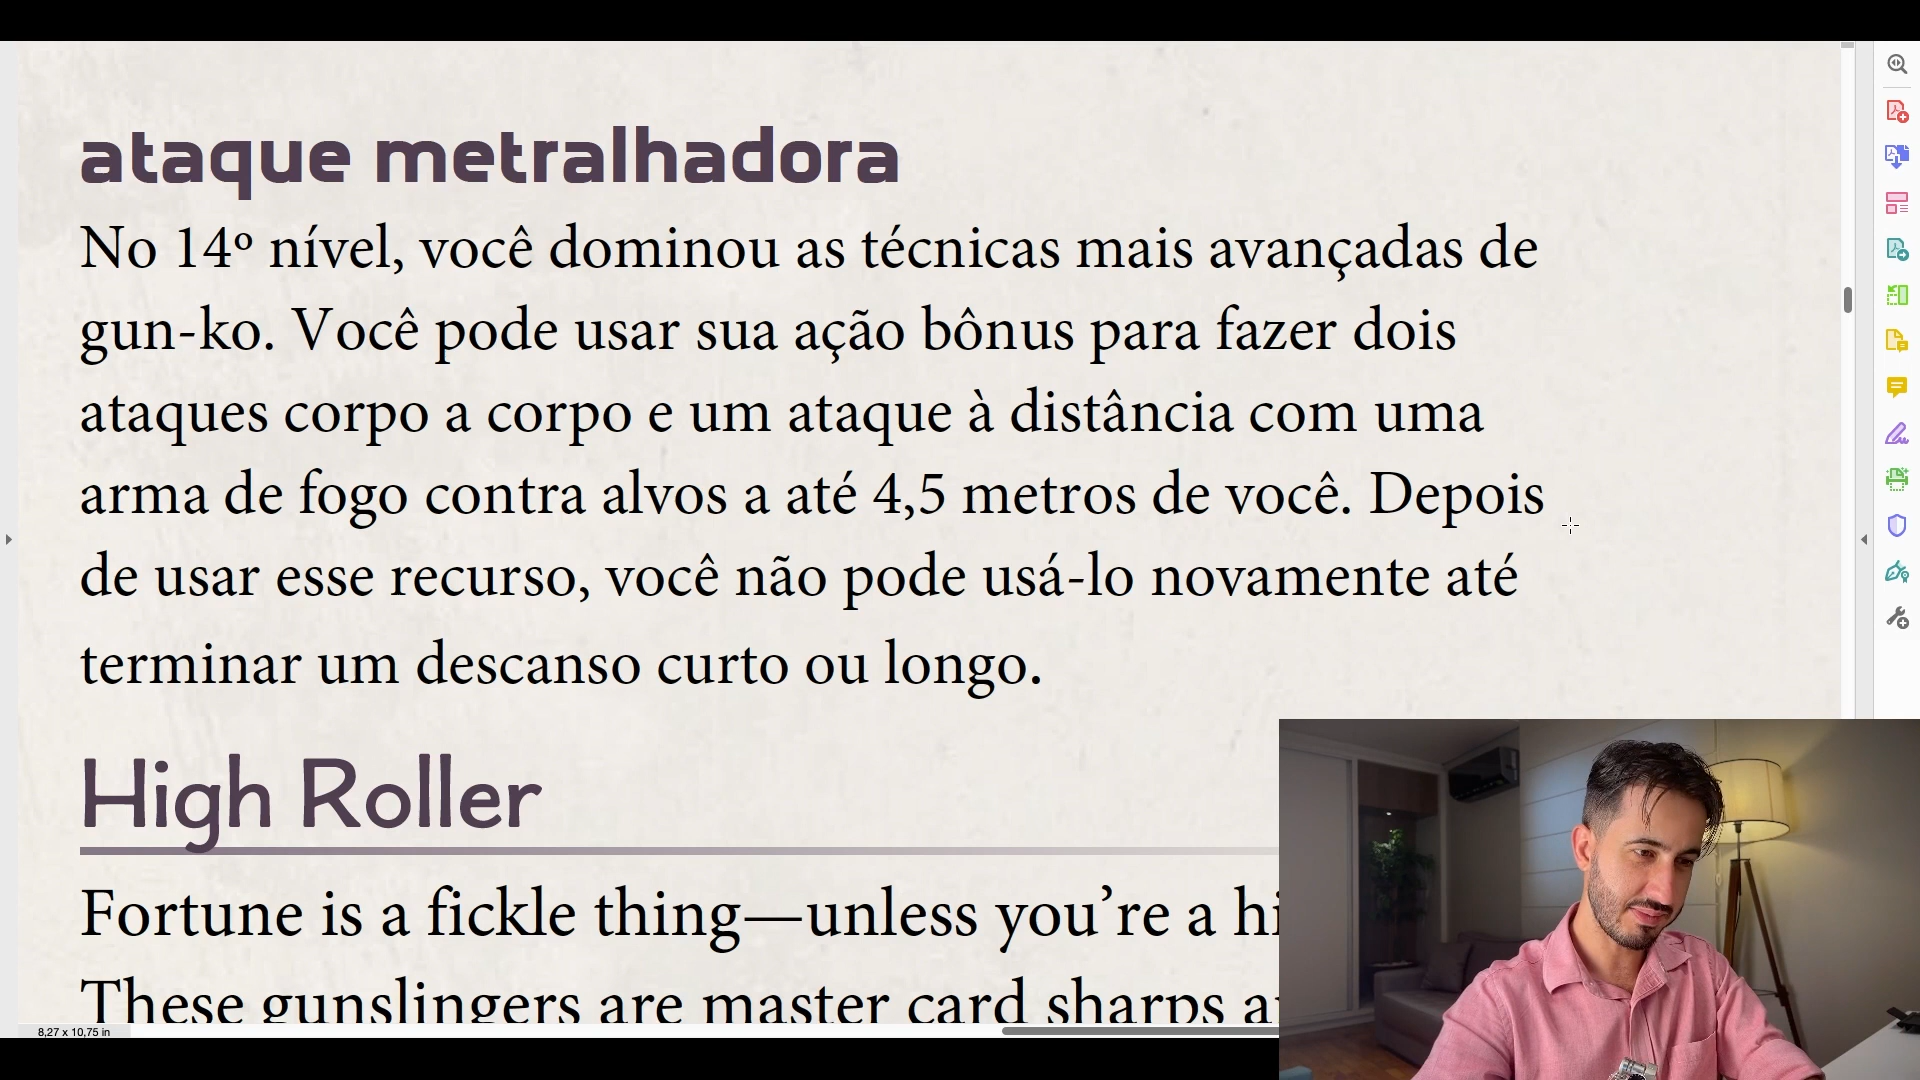 ataque metralhadora
No 14º nível, você dominou as técnicas mais avançadas de
gun-ko. Você pode usar sua ação bônus para fazer dois
ataques corpo a corpo e um ataque à distância com uma
arma de fogo contra alvos a até 4,5 metros de você. Depois
de usar esse recurso, você não pode usá-lo novamente até
terminar um descanso curto ou longo.
High Roller
Fortune is a fickle thing—unless you’re a hi
These gunslingers are master card sharps a
8,27 x 10,75 in